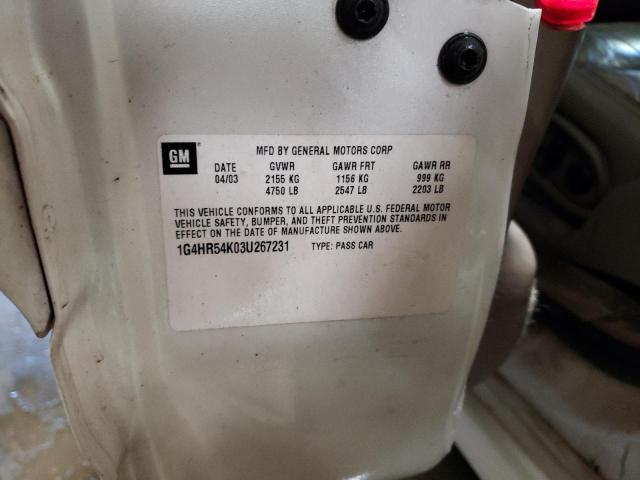 GM
MFD BY GENERAL MOTORS CORP
DATE GVWR GAWR FRT GAWR RR
04/03 2155 KG 1156 KG 999 KG
4750 LB 2547 LB 2203 LB
THIS VEHICLE CONFORMS TO ALL APPLICABLE U.S. FEDERAL MOTOR
VEHICLE SAFETY, BUMPER, AND THEFT PREVENTION STANDARDS IN
EFFECT ON THE DATE OF MANUFACTURE SHOWN ABOVE.
1G4HR54K03U267231 TYPE: PASS CAR